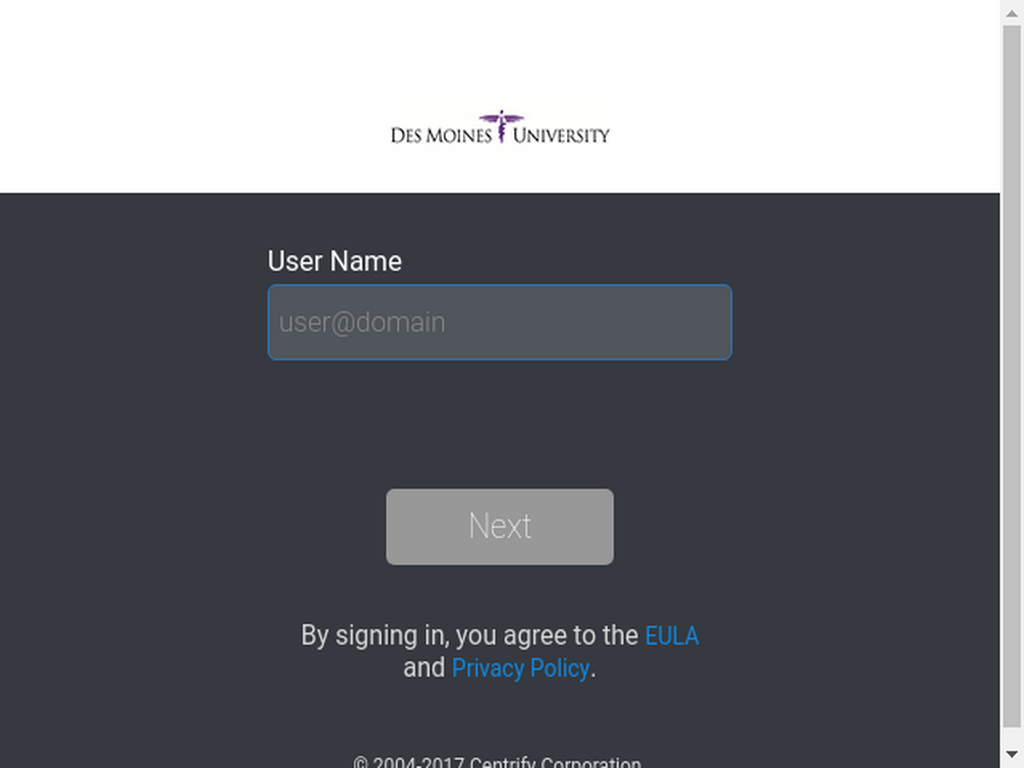 DES MOINES UNIVERSITY
User Name
user@domain
Next
By signing in, you agree to the EULA
and Privacy Policy.
© 2004-2017 Centrify Corporation